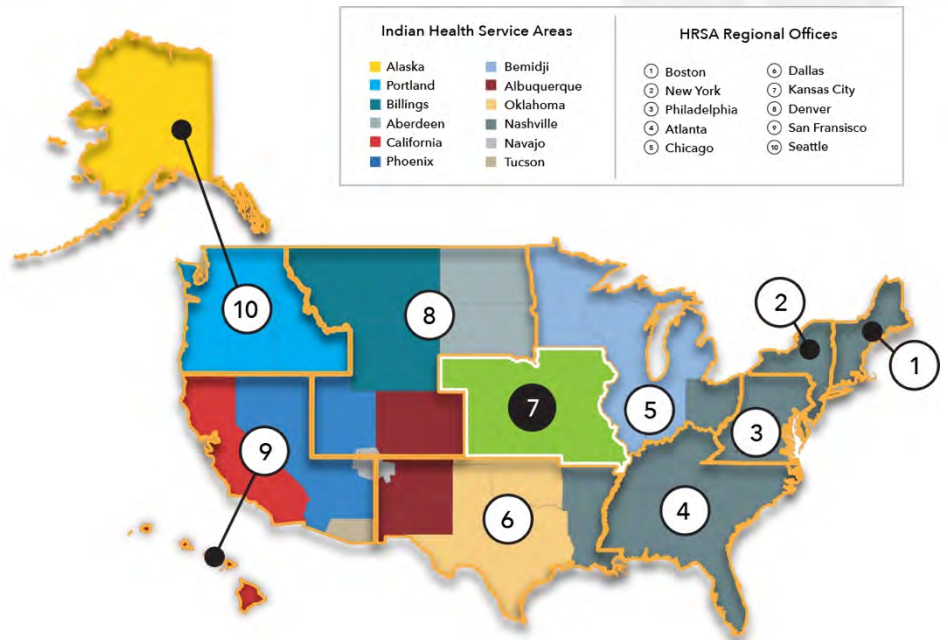 Indian Health Service Areas
Alaska
Portland
Billings
Aberdeen
California
Phoenix
Bemidji
Albuquerque
Oklahoma
Nashville
Navajo
Tucson
HRSA Regional Offices
1 Boston
2 New York
3 Philadelphia
4 Atlanta
5 Chicago
6 Dallas
7 Kansas City
8 Denver
9 San Fransisco
10 Seattle
10
8
2
1
7
5
3
9
6
4